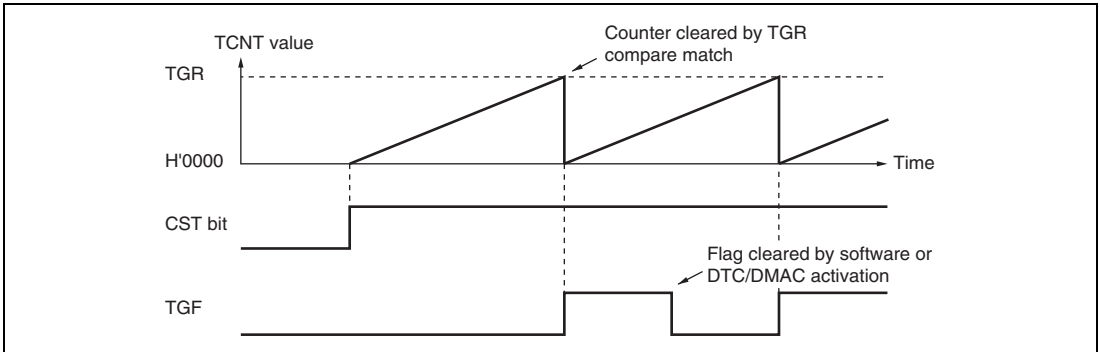 Counter cleared by TGR
compare match
TCNT value
TGR
H'0000
Time
CST bit
Flag cleared by software or
DTC/DMAC activation
TGF